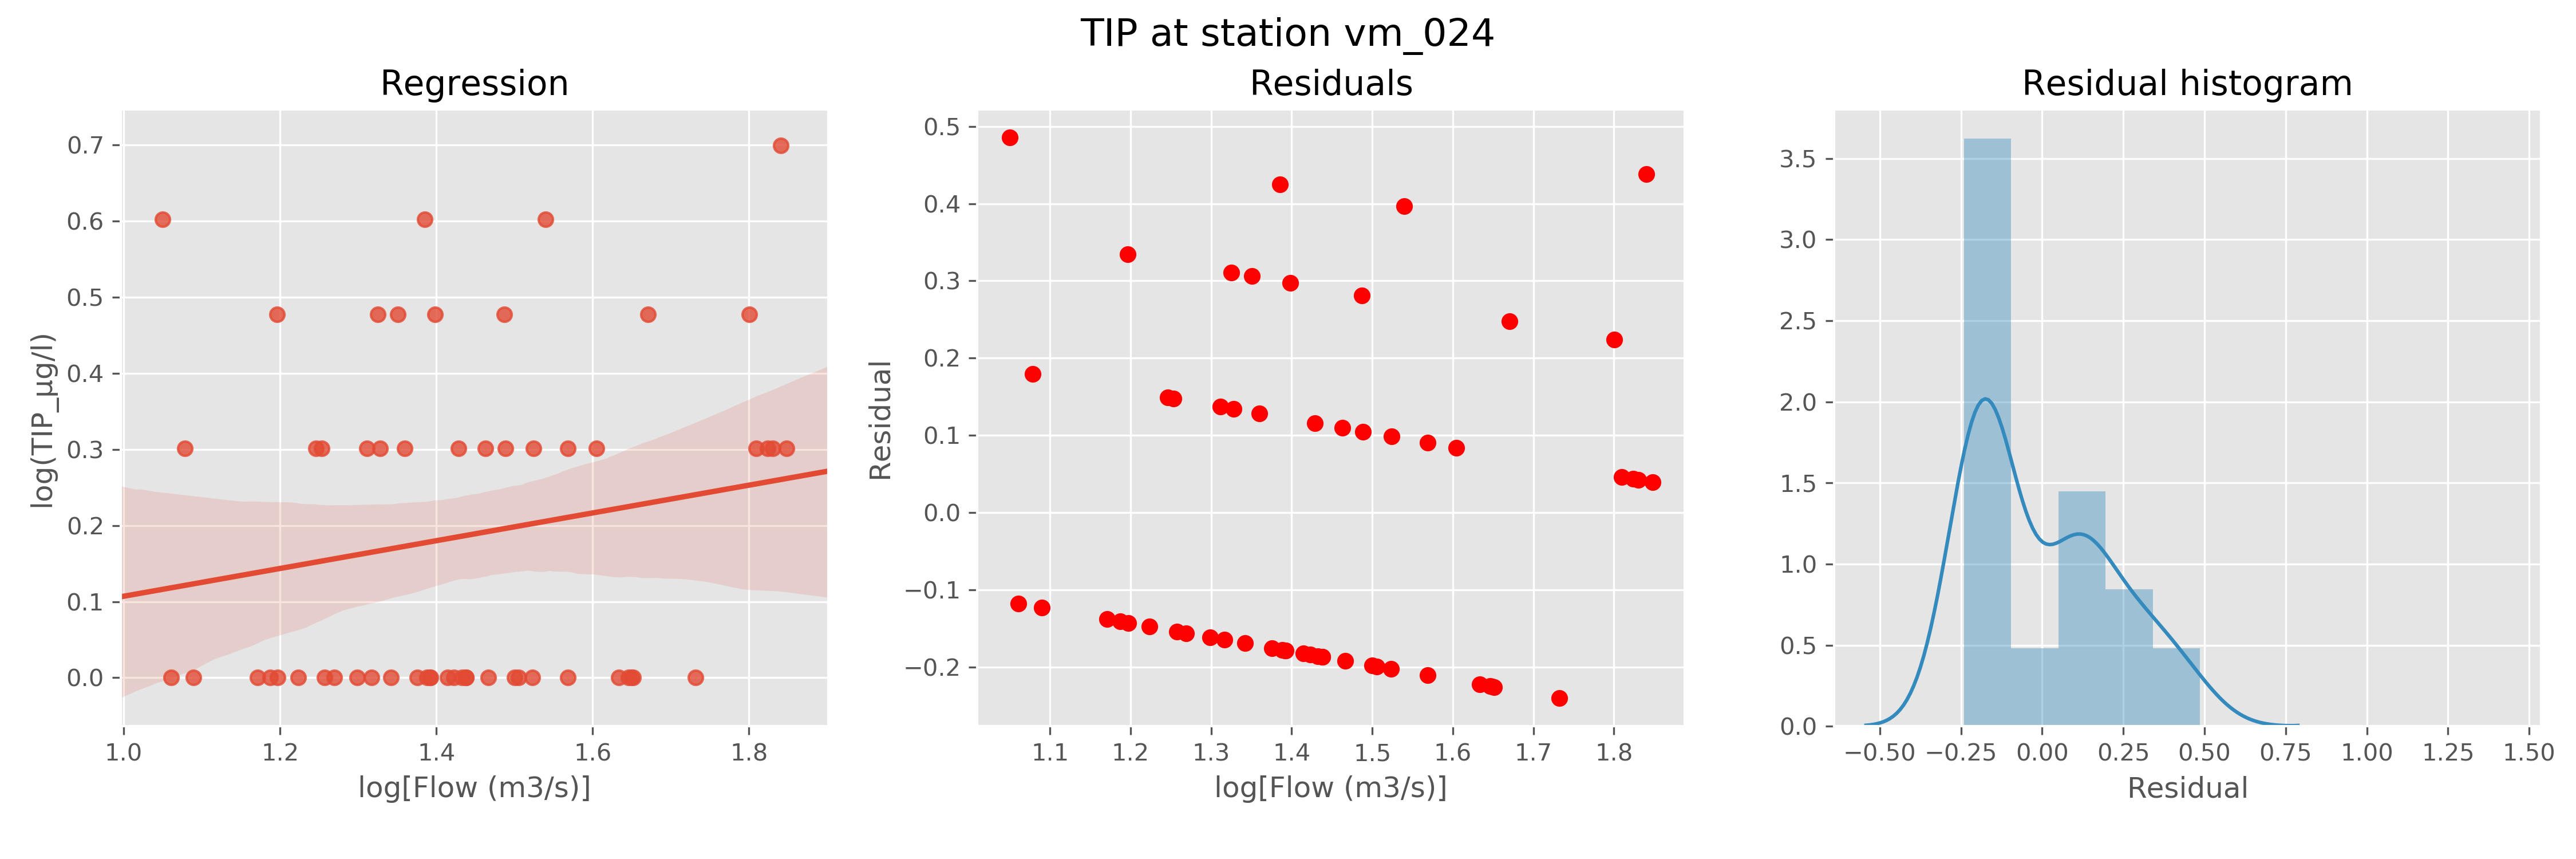 TIP at station vm_024
Regression
0.7
0.6
0.5
0.4
0.3
0.2
0.1
0.0
log(TIP_µg/l)
1.0 1.2 1.4 1.6 1.8
log[Flow (m3/s)]
Residuals
0.5
0.4
0.3
0.2
0.1
0.0
−0.1
−0.2
Residual
1.1 1.2 1.3 1.4 1.5 1.6 1.7 1.8
log[Flow (m3/s)]
Residual histogram
3.5
3.0
2.5
2.0
1.5
1.0
0.5
0.0
−0.50 −0.25 0.00 0.25 0.50 0.75 1.00 1.25 1.50
Residual